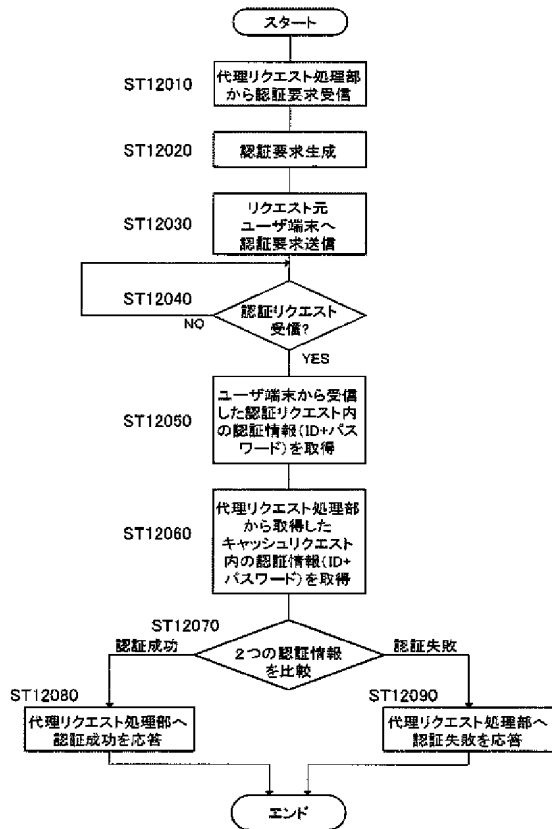 スタート
ST12010
代理リクエスト処理部
から認証要求受信
ST12020
認証要求生成
ST12030
リクエスト元
ユーザ端末へ
認証要求送信
ST12040
認証リクエスト
受信?
NO
YES
ST12050
ユーザ端末から受信
した認証リクエスト内
の認証情報(ID+パス
ワード)を取得
ST12060
代理リクエスト処理部
から取得した
キャッシュリクエスト
内の認証情報(ID+
パスワード)を取得
ST12070
認証成功
2つの認証情報
を比較
認証失敗
ST12080
代理リクエスト処理部へ
認証成功を応答
ST12090
代理リクエスト処理部へ
認証失敗を応答
エンド